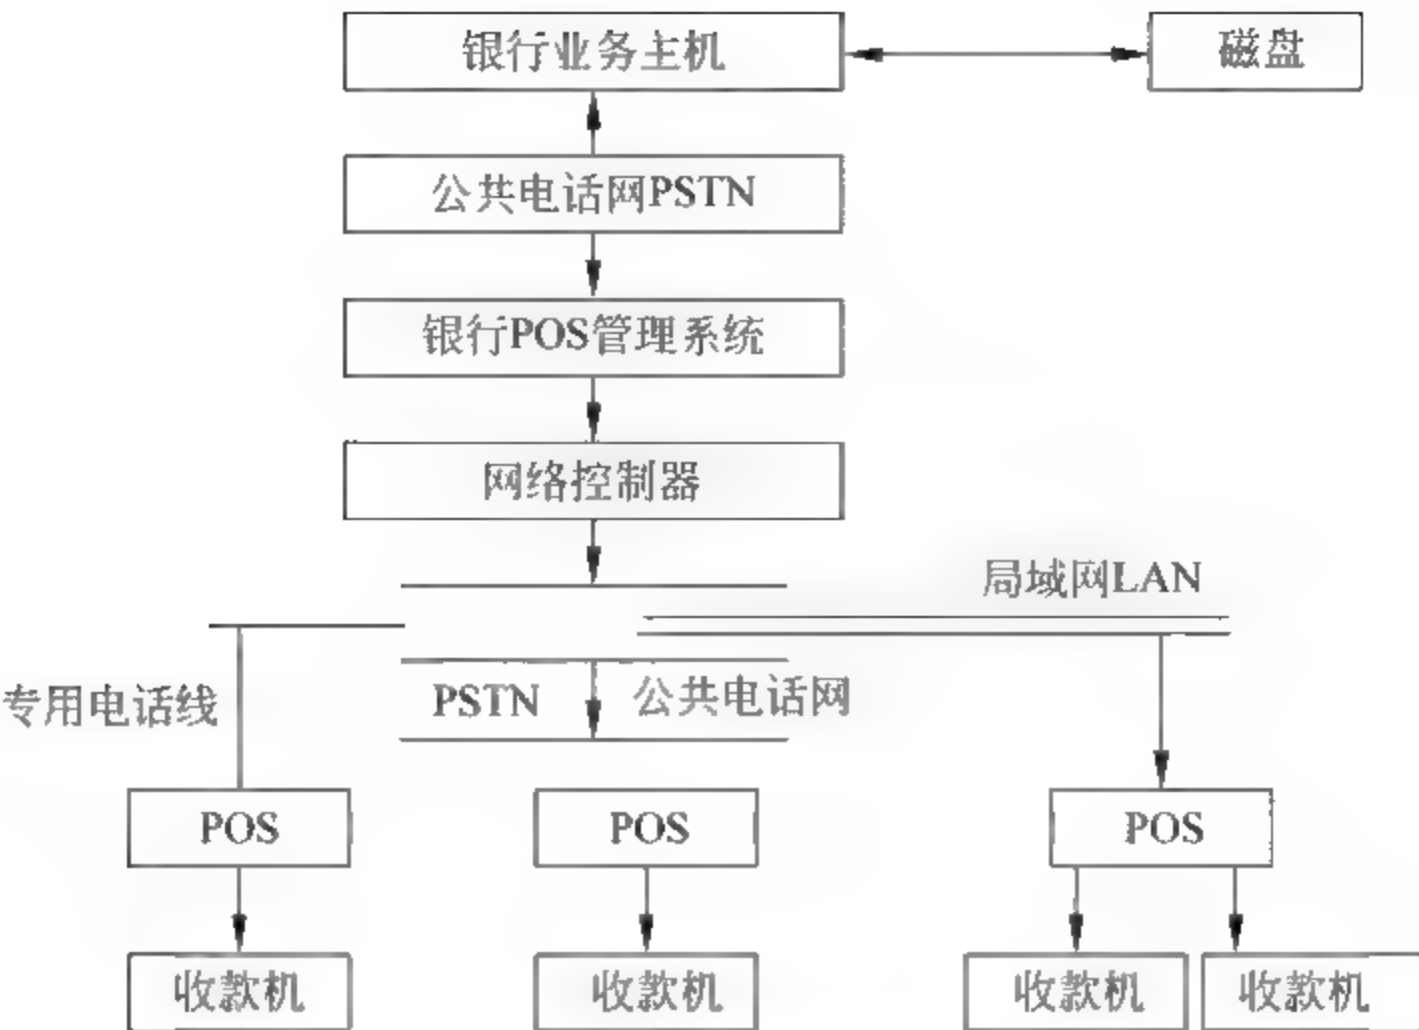 银行业务主机
磁盘
公共电话网PSTN
银行POS管理系统
网络控制器
局域网LAN
专用电话线
PSTN
公共电话网
POS
POS
POS
收款机
收款机
收款机
收款机